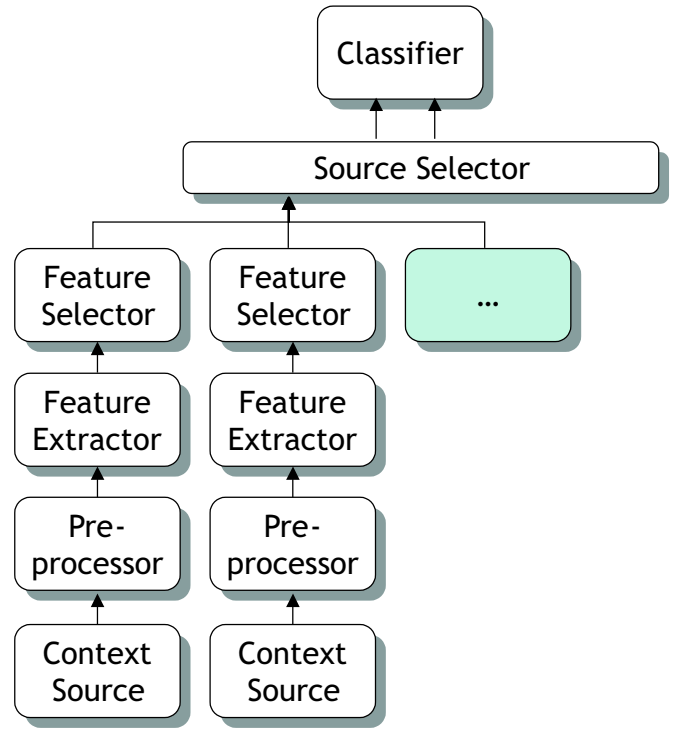 Classifier
Source Selector
Feature
Selector
Feature
Selector
...
Feature
Extractor
Feature
Extractor
Pre-
processor
Pre-
processor
Context
Source
Context
Source